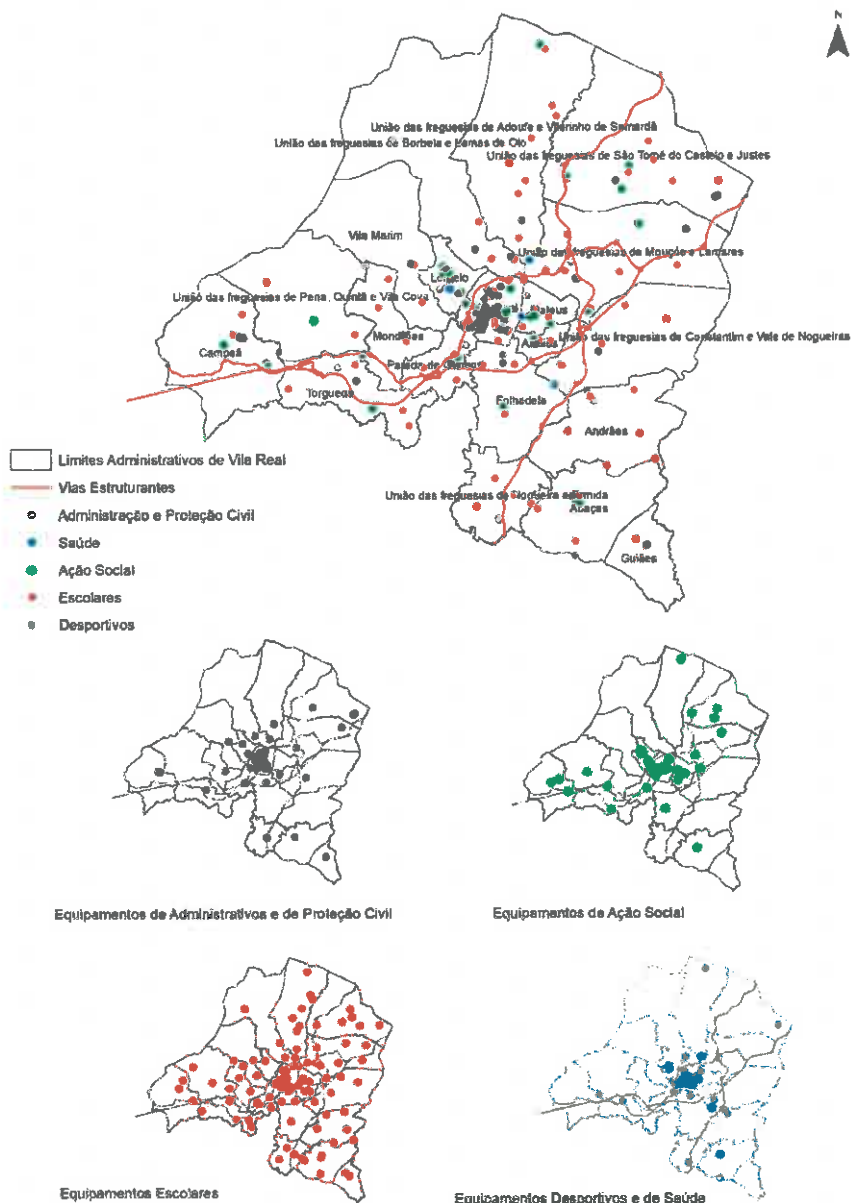 N
União das freguesias de Adoufe e Vilarinho de Samardã
União das freguesias de Borbela e Lamas de Olo
União das freguesias de São Tomé do Castelo e Justes
Vila Marim
União das freguesias de Mouçós e Lamares
Lordelo
União das freguesias de Pena, Quintã e Vila Cova
Mateus
Mondrões
União das freguesias de Constantim e Vale de Nogueiras
Arroios
Campeã
Parada de Cunhos
Torgueda
Folhadela
Andrães
Limites Administrativos de Vila Real
Vias Estruturantes
União das freguesias de Nogueira e Ermida
Abaças
Administração e Proteção Civil
Saúde
Guiães
Ação Social
Escolares
Desportivos
Equipamentos de Administrativos e de Proteção Civil
Equipamentos de Ação Social
Equipamentos Escolares
Equipamentos Desportivos e de Saúde